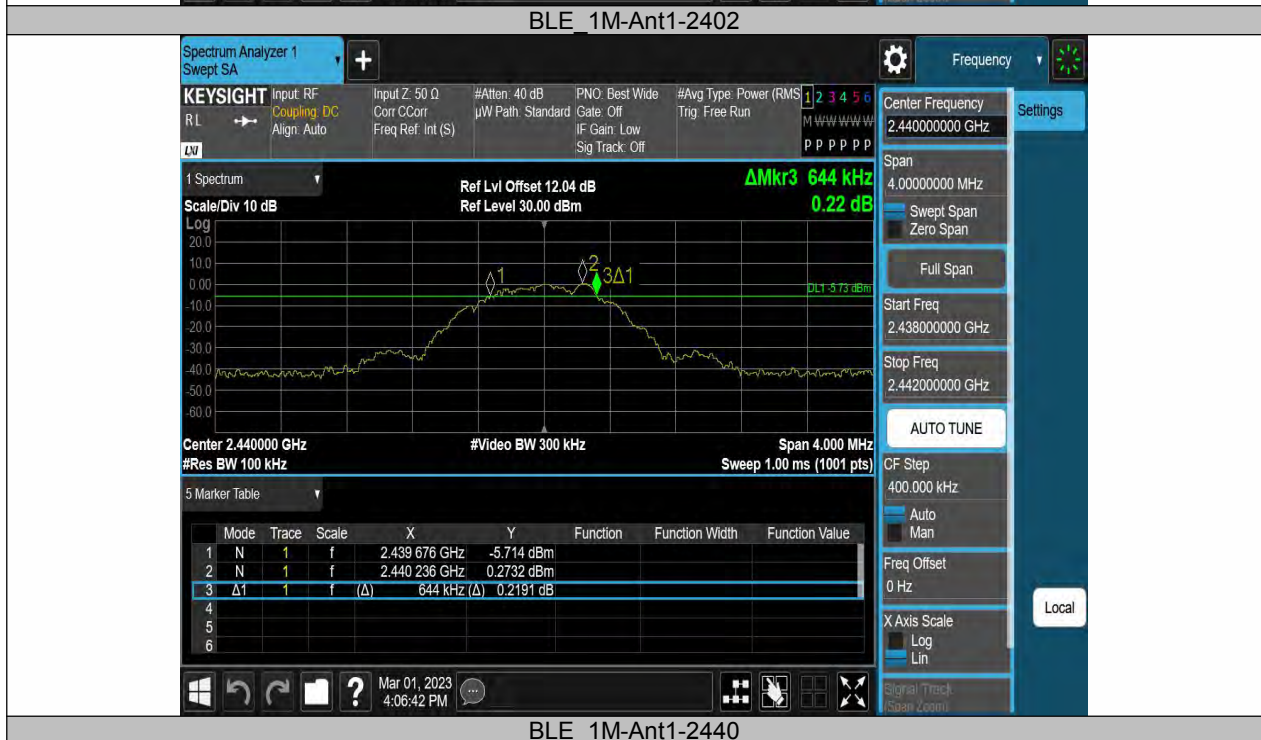 BLE_1M-Ant1-2402
Spectrum Analyzer 1
Swept SA
+
Frequency
KEYSIGHT
RL
LXI
Input: RF
Coupling: DC
Align: Auto
Input Z: 50 Ω
Corr CCorr
Freq Ref: Int (S)
#Atten: 40 dB
µW Path: Standard
PNO: Best Wide
Gate: Off
IF Gain: Low
Sig Track: Off
#Avg Type: Power (RMS
Trig: Free Run
1 2 3 4 5 6
M W W W W W
P P P P P P
Center Frequency
2.440000000 GHz
Settings
Span
4.00000000 MHz
Swept Span
Zero Span
Full Span
Start Freq
2.438000000 GHz
Stop Freq
2.442000000 GHz
AUTO TUNE
CF Step
400.000 kHz
Auto
Man
Freq Offset
0 Hz
X Axis Scale
Log
Lin
Signal Track
(Span Zoom)
Local
1 Spectrum
Scale/Div 10 dB
Ref Lvl Offset 12.04 dB
Ref Level 30.00 dBm
ΔMkr3 644 kHz
0.22 dB
Log
20.0
10.0
0.00
-10.0
-20.0
-30.0
-40.0
-50.0
-60.0
1
2
3Δ1
DL1 -5.73 dBm
Center 2.440000 GHz
#Video BW 300 kHz
Span 4.000 MHz
#Res BW 100 kHz
Sweep 1.00 ms (1001 pts)
5 Marker Table
Mode Trace Scale X Y Function Function Width Function Value
1 N 1 f 2.439 676 GHz -5.714 dBm
2 N 1 f 2.440 236 GHz 0.2732 dBm
3 Δ1 1 f (Δ) 644 kHz (Δ) 0.2191 dB
4
5
6
?
Mar 01, 2023
4:06:42 PM
BLE_1M-Ant1-2440